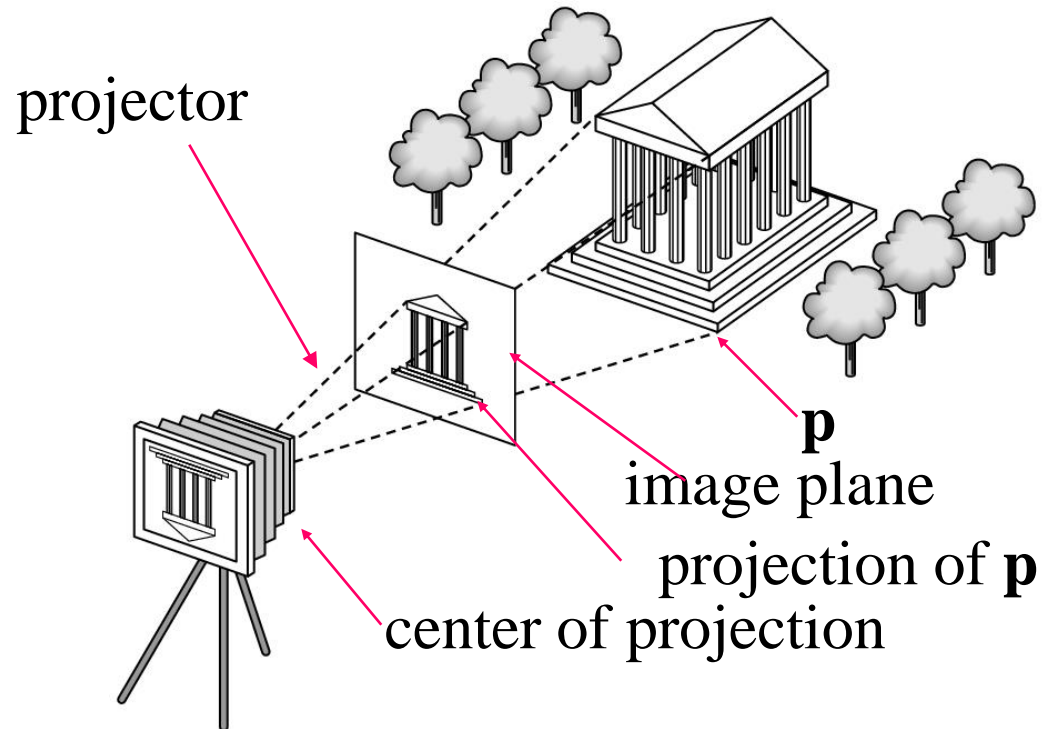 projector
p
image plane
projection of p
center of projection